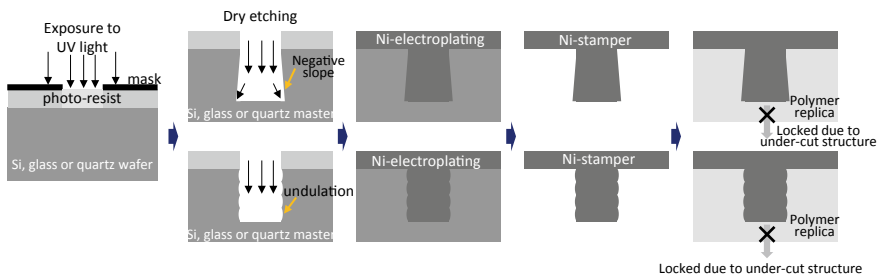 Exposure to
UV light
mask
photo-resist
Si, glass or quartz wafer
Dry etching
Negative
slope
Si, glass or quartz master
Ni-electroplating
Ni-stamper
Polymer
replica
Locked due to
under-cut structure
undulation
Si, glass or quartz master
Ni-electroplating
Ni-stamper
Polymer
replica
Locked due to under-cut structure